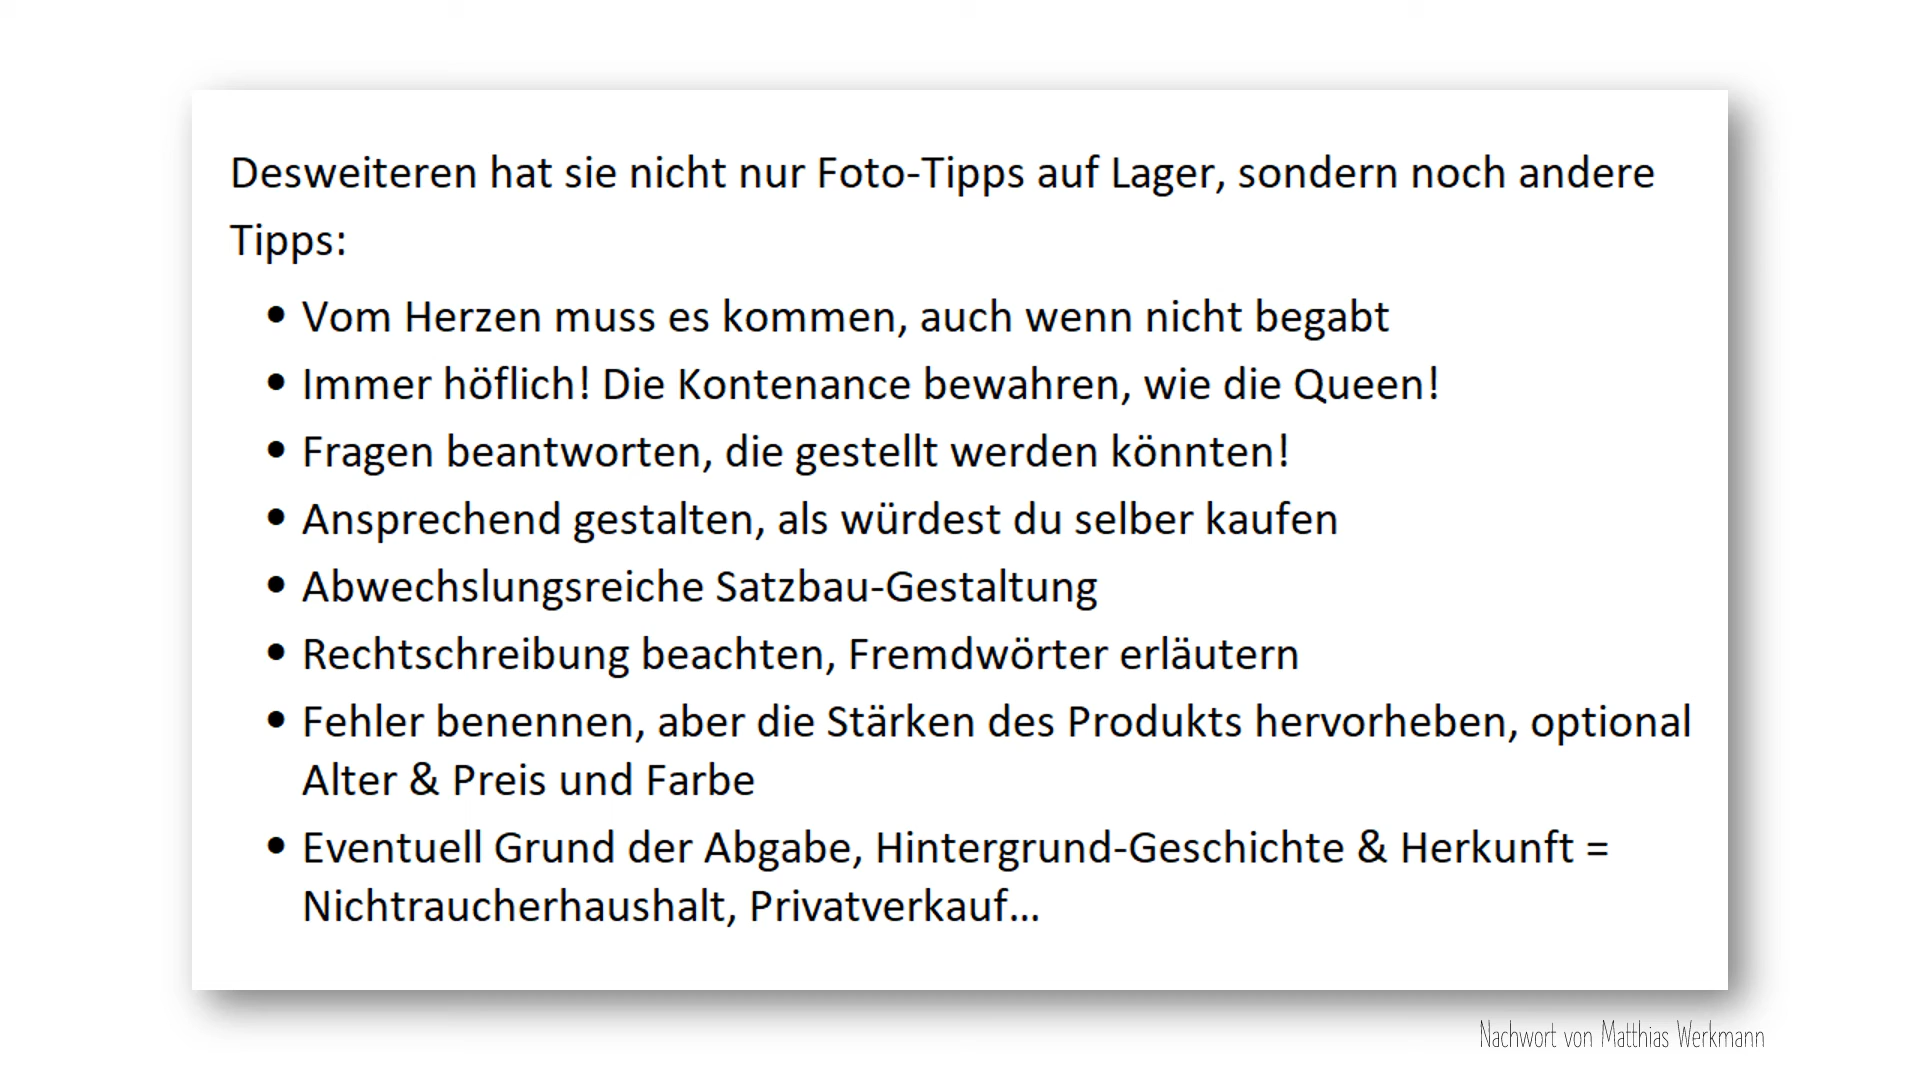 Desweiteren hat sie nicht nur Foto-Tipps auf Lager, sondern noch andere
Tipps:
• Vom Herzen muss es kommen, auch wenn nicht begabt
• Immer höflich! Die Kontenance bewahren, wie die Queen!
• Fragen beantworten, die gestellt werden könnten!
• Ansprechend gestalten, als würdest du selber kaufen
• Abwechslungsreiche Satzbau-Gestaltung
• Rechtschreibung beachten, Fremdwörter erläutern
• Fehler benennen, aber die Stärken des Produkts hervorheben, optional
Alter & Preis und Farbe
• Eventuell Grund der Abgabe, Hintergrund-Geschichte & Herkunft =
Nichtraucherhaushalt, Privatverkauf...
Nachwort von Matthias Werkmann